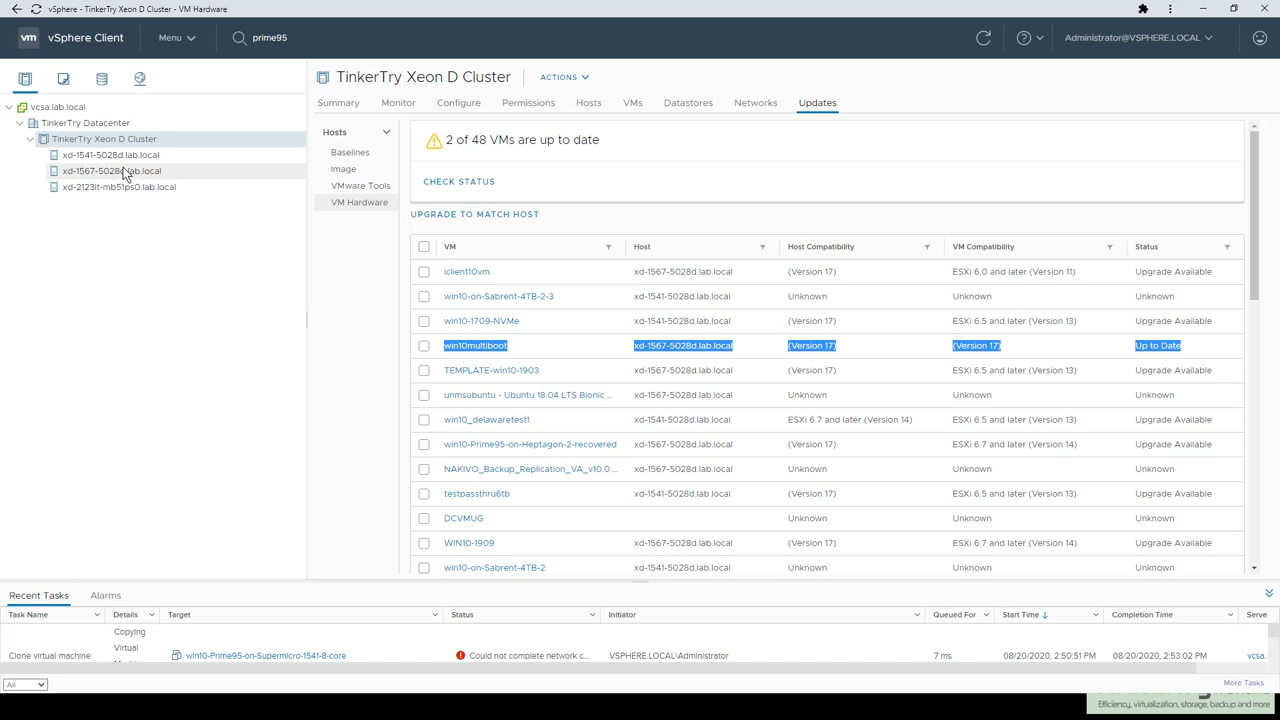 vSphere - TinkerTry Xeon D Cluster - VM Hardware
vm vSphere Client Menu prime95 Administrator@VSPHERE.LOCAL
TinkerTry Xeon D Cluster ACTIONS
Summary Monitor Configure Permissions Hosts VMs Datastores Networks Updates
vcsa.lab.local
TinkerTry Datacenter
TinkerTry Xeon D Cluster
xd-1541-5028d.lab.local
xd-1567-5028d.lab.local
xd-2123it-mb51ps0.lab.local
Hosts
Baselines
Image
VMware Tools
VM Hardware
2 of 48 VMs are up to date
CHECK STATUS
UPGRADE TO MATCH HOST
VM Host Host Compatibility VM Compatibility Status
iclient10vm xd-1567-5028d.lab.local (Version 17) ESXi 6.0 and later (Version 11) Upgrade Available
win10-on-Sabrent-4TB-2-3 xd-1541-5028d.lab.local Unknown Unknown Unknown
win10-1709-NVMe xd-1541-5028d.lab.local (Version 17) ESXi 6.5 and later (Version 13) Upgrade Available
win10multiboot xd-1567-5028d.lab.local (Version 17) (Version 17) Up to Date
TEMPLATE-win10-1903 xd-1567-5028d.lab.local (Version 17) ESXi 6.5 and later (Version 13) Upgrade Available
unmsubuntu - Ubuntu 18.04 LTS Bionic ... xd-1567-5028d.lab.local Unknown Unknown Unknown
win10_delawaretest1 xd-1541-5028d.lab.local ESXi 6.7 and later (Version 14) ESXi 6.5 and later (Version 13) Upgrade Available
win10-Prime95-on-Heptagon-2-recovered xd-1567-5028d.lab.local (Version 17) ESXi 6.7 and later (Version 14) Upgrade Available
NAKIVO_Backup_Replication_VA_v10.0.... xd-1567-5028d.lab.local Unknown Unknown Unknown
testpassthru6tb xd-1541-5028d.lab.local (Version 17) ESXi 6.5 and later (Version 13) Upgrade Available
DCVMUG Unknown Unknown Unknown
WIN10-1909 xd-1567-5028d.lab.local (Version 17) ESXi 6.7 and later (Version 14) Upgrade Available
win10-on-Sabrent-4TB-2 xd-1541-5028d.lab.local Unknown Unknown Unknown
Recent Tasks Alarms
Task Name Details Target Status Initiator Queued For Start Time Completion Time Serve
Copying
Virtual
Clone virtual machine win10-Prime95-on-Supermicro-1541-8-core Could not complete network c... VSPHERE.LOCAL\Administrator 7 ms 08/20/2020, 2:50:51 PM 08/20/2020, 2:53:02 PM vcsa.
All More Tasks
Efficiency, virtualization, storage, backup and more